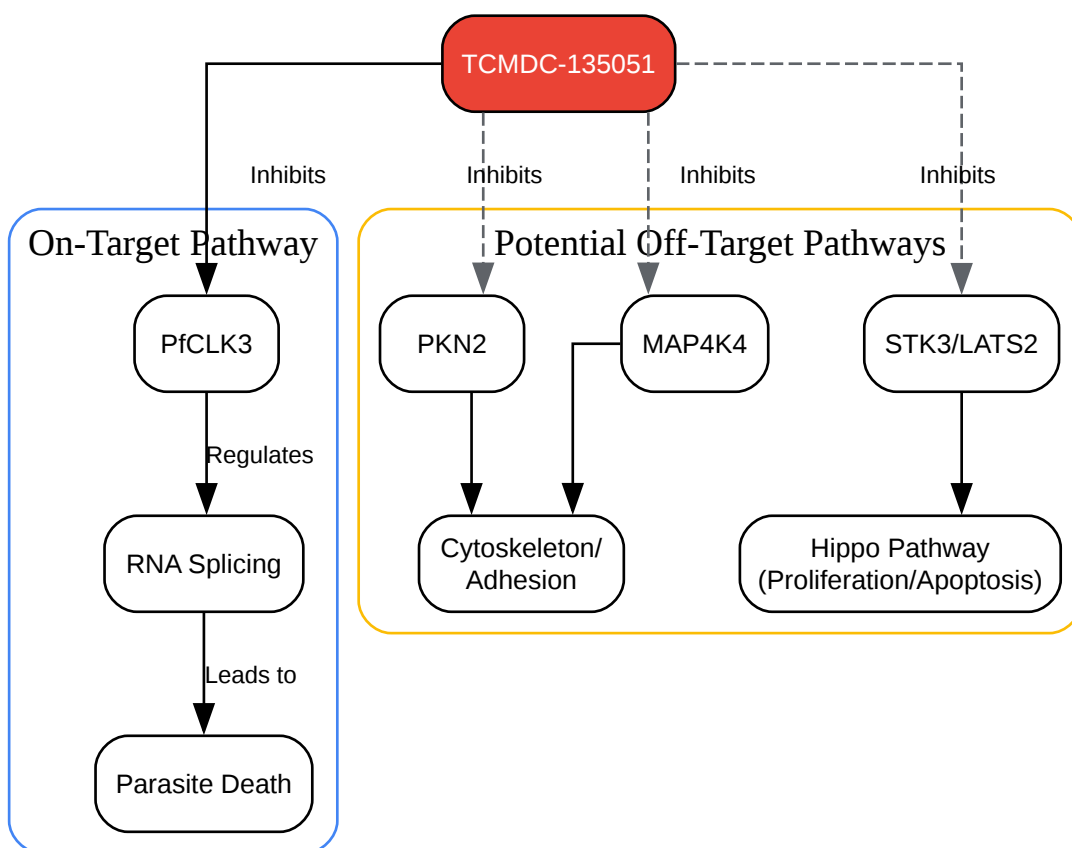 TCMDC-135051
Inhibits
Inhibits
Inhibits
Inhibits
On-Target Pathway
Potential Off-Target Pathways
PfCLK3
PKN2
MAP4K4
STK3/LATS2
Regulates
RNA Splicing
Cytoskeleton/
Adhesion
Hippo Pathway
(Proliferation/Apoptosis)
Leads to
Parasite Death